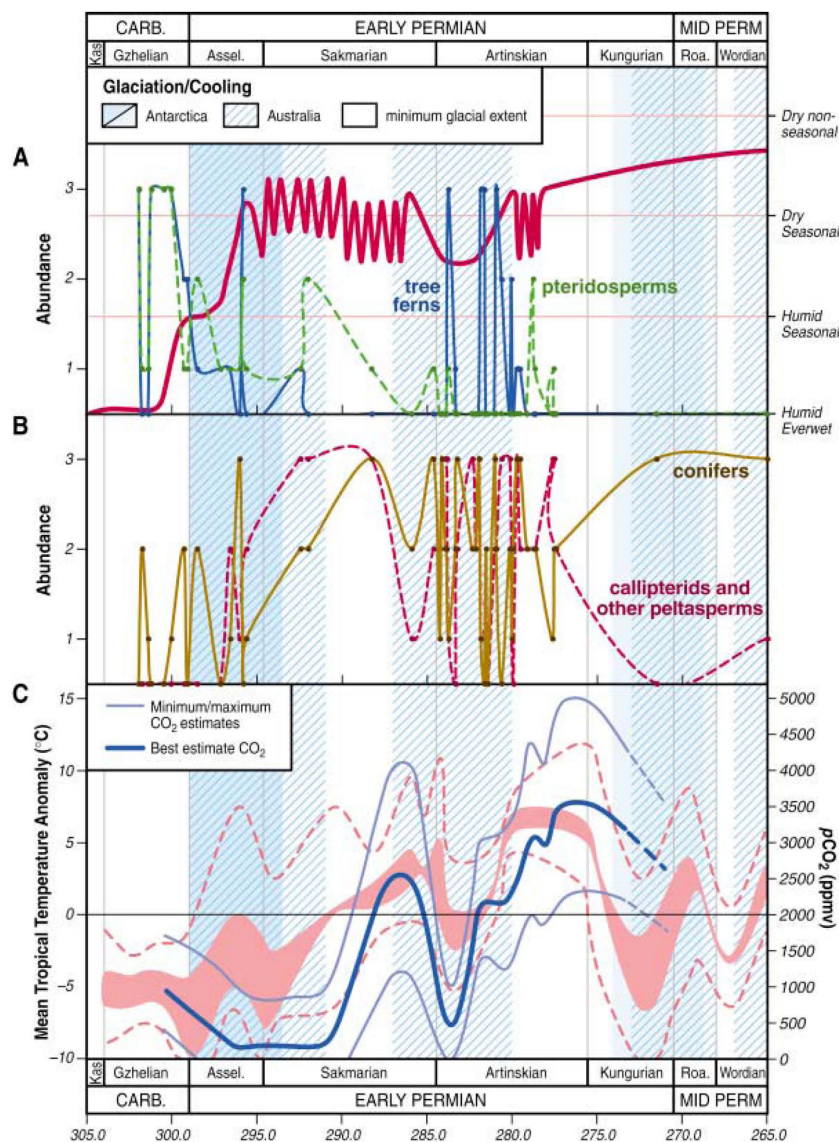 CARB. EARLY PERMIAN MID PERM
Kas Gzhelian Assel. Sakmarian Artinskian Kungurian Roa. Wordian
Glaciation/Cooling
Antarctica Australia minimum glacial extent
Dry non-
seasonal
A
3
Dry
Seasonal
Abundance
2
tree
ferns
pteridosperms
Humid
Seasonal
1
Humid
Everwet
B
3
conifers
Abundance
2
callipterids and
other peltasperms
1
C
15 5000
Minimum/maximum
CO2 estimates
Best estimate CO2
4500
10 4000
3500
Mean Tropical Temperature Anomaly (°C)
5 3000
2500
pCO2 (ppmv)
0 2000
1500
−5 1000
500
−10 0
Kas Gzhelian Assel. Sakmarian Artinskian Kungurian Roa. Wordian
CARB. EARLY PERMIAN MID PERM
305.0 300.0 295.0 290.0 285.0 280.0 275.0 270.0 265.0